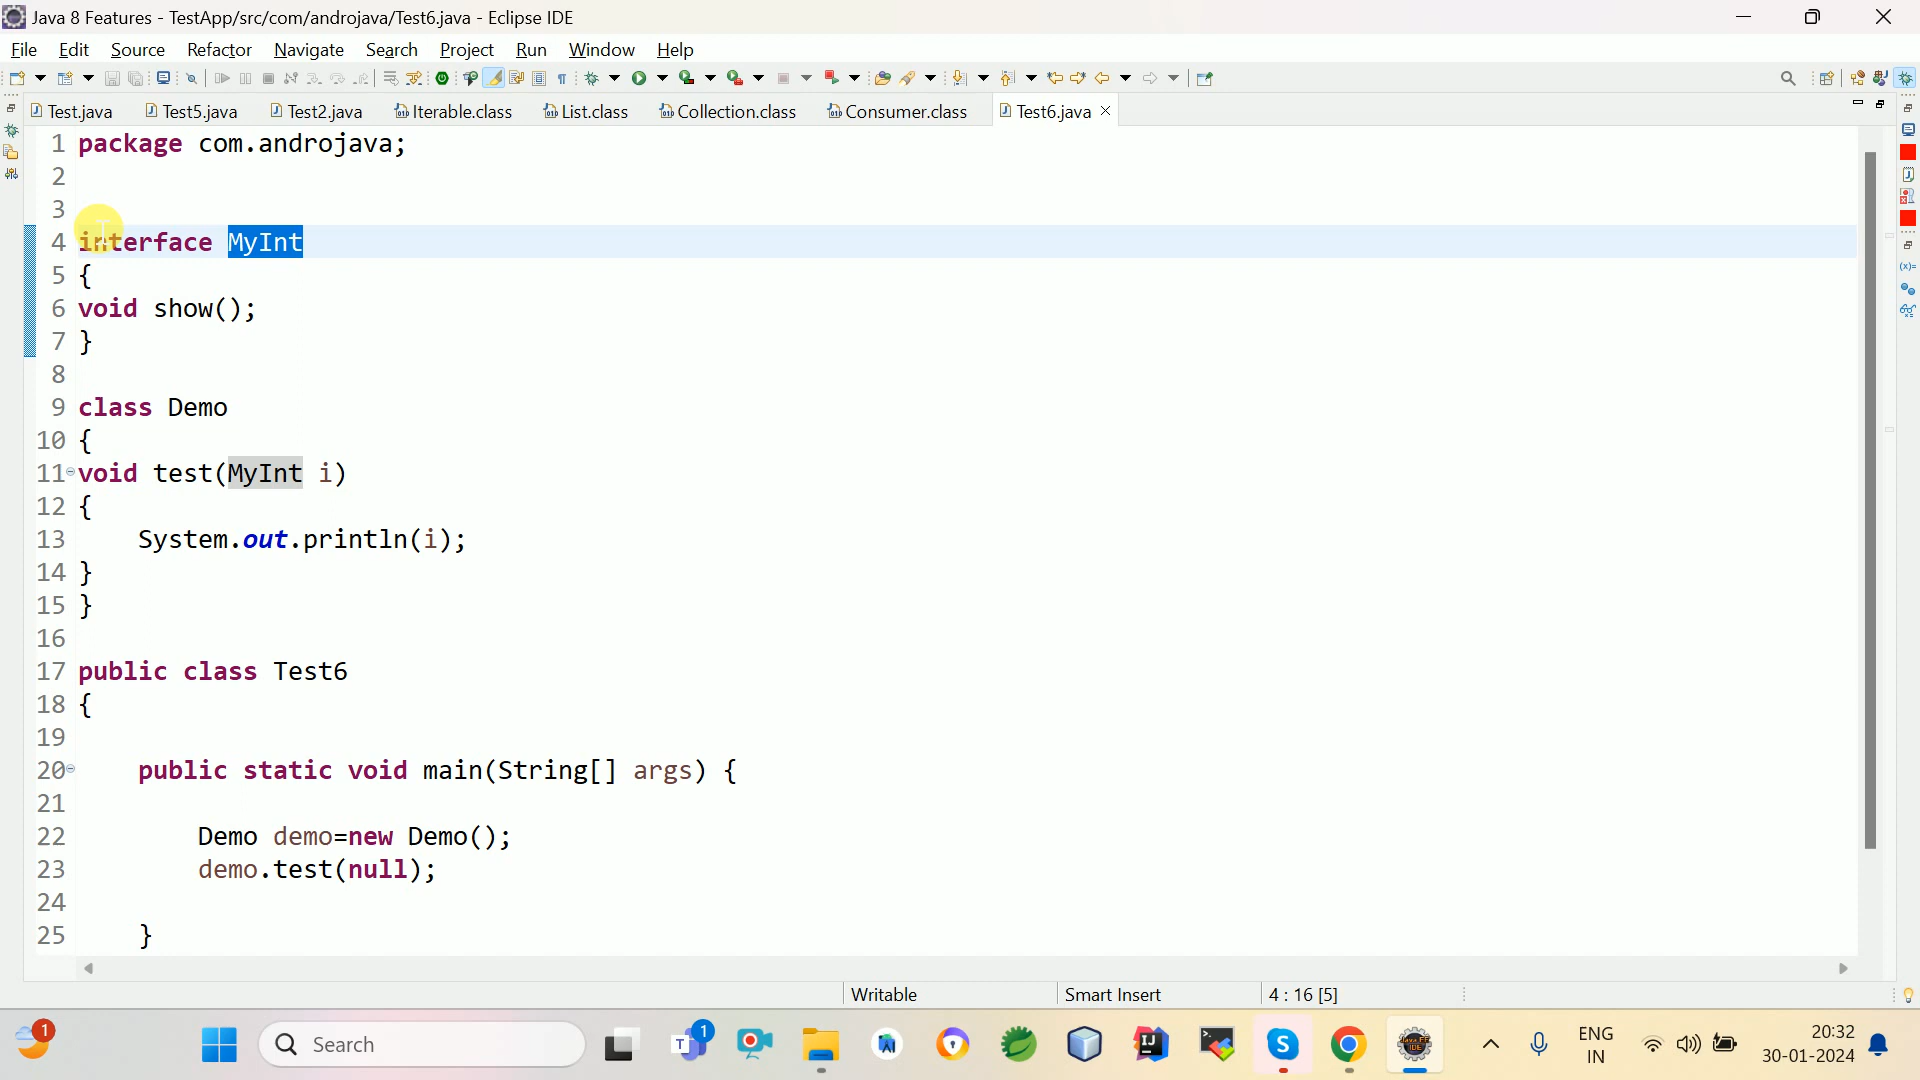 Java 8 Features - TestApp/src/com/androjava/Test6.java - Eclipse IDE
File Edit Source Refactor Navigate Search Project Run Window Help
Test.java Test5.java Test2.java Iterable.class List.class Collection.class Consumer.class Test6.java
1 package com.androjava;
2
3
4 interface MyInt
5 {
6 void show();
7 }
8
9 class Demo
10 {
11 void test(MyInt i)
12 {
13 System.out.println(i);
14 }
15 }
16
17 public class Test6
18 {
19
20 public static void main(String[] args) {
21
22 Demo demo=new Demo();
23 demo.test(null);
24
25 }
Writable Smart Insert 4 : 16 [5]
1 Search 1 ENG 20:32
IN 30-01-2024